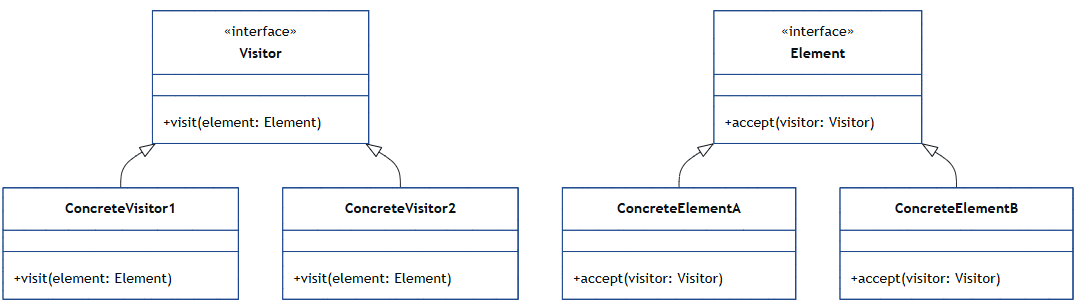 «interface»
Visitor
+visit(element: Element)
«interface»
Element
+accept(visitor: Visitor)
ConcreteVisitor1
+visit(element: Element)
ConcreteVisitor2
+visit(element: Element)
ConcreteElementA
+accept(visitor: Visitor)
ConcreteElementB
+accept(visitor: Visitor)